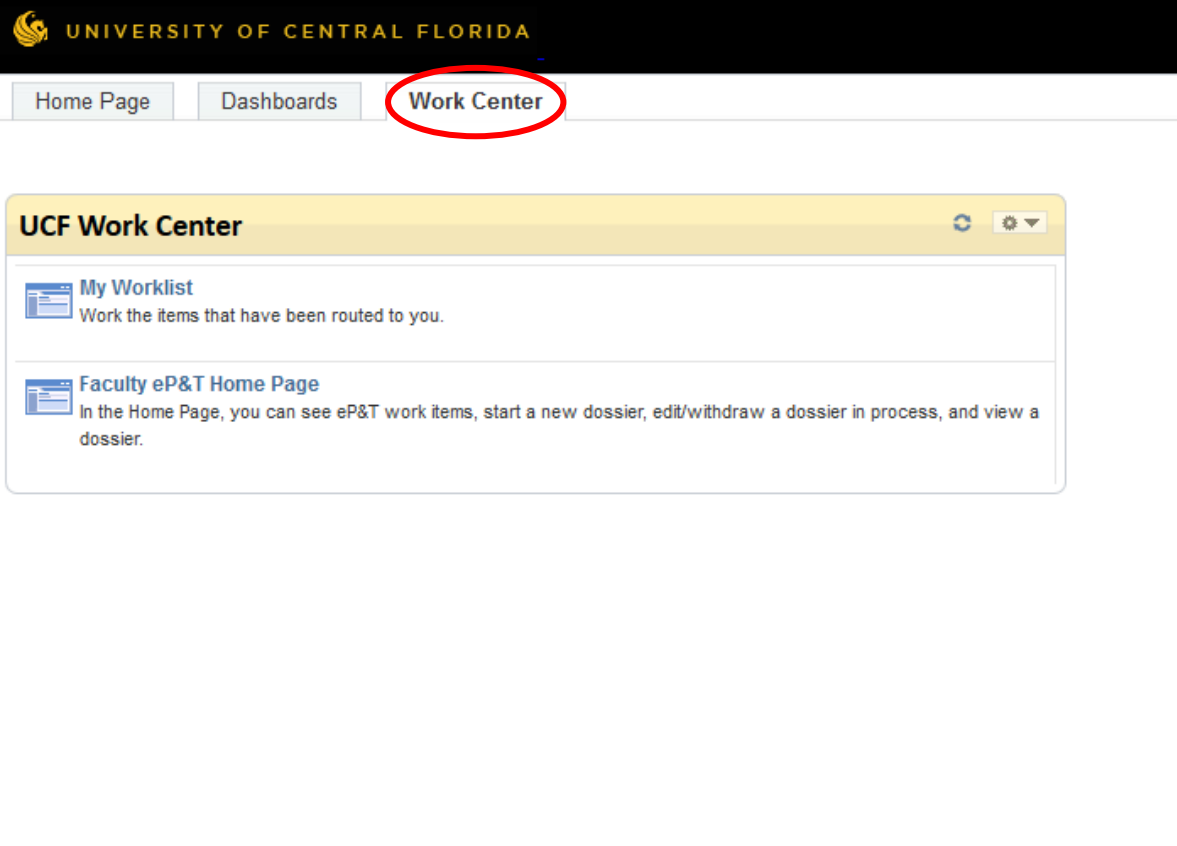 UNIVERSITY OF CENTRAL FLORIDA
Home Page Dashboards Work Center
UCF Work Center
My Worklist
Work the items that have been routed to you.
Faculty eP&T Home Page
In the Home Page, you can see eP&T work items, start a new dossier, edit/withdraw a dossier in process, and view a
dossier.